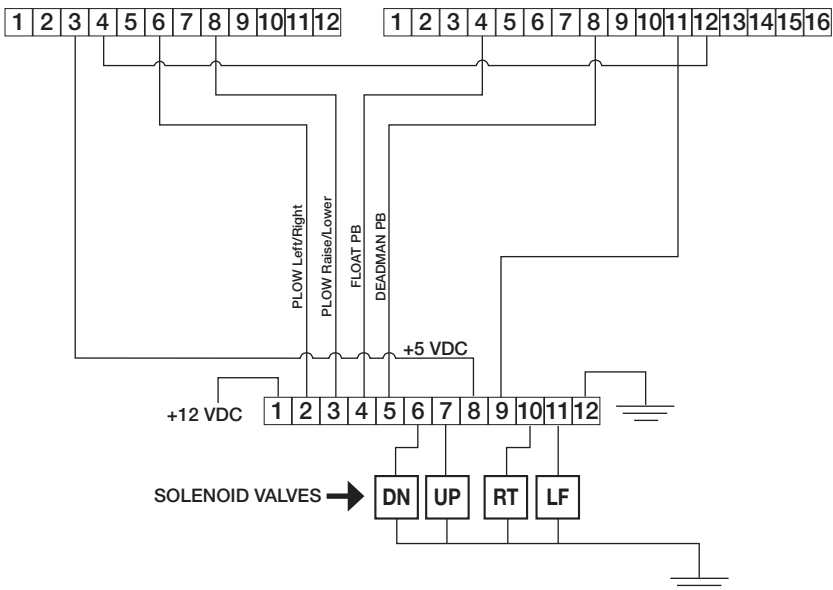 1 2 3 4 5 6 7 8 9 10 11 12
1 2 3 4 5 6 7 8 9 10 11 12 13 14 15 16
PLOW Left/Right
PLOW Raise/Lower
FLOAT PB
DEADMAN PB
+5 VDC
+12 VDC
1 2 3 4 5 6 7 8 9 10 11 12
SOLENOID VALVES
DN UP RT LF